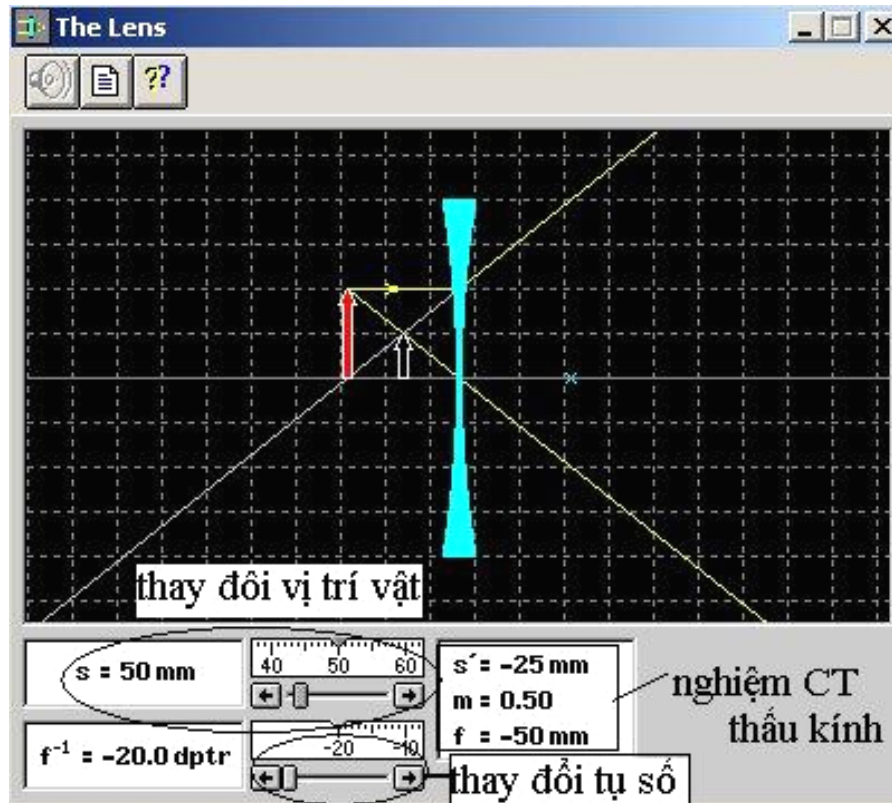 The Lens
??
thay đổi vị trí vật
s = 50 mm
40 50 60
s´= -25 mm
m = 0.50
f = -50 mm
nghiệm CT
thấu kính
f⁻¹ = -20.0 dptr
-20 -10
thay đổi tụ số